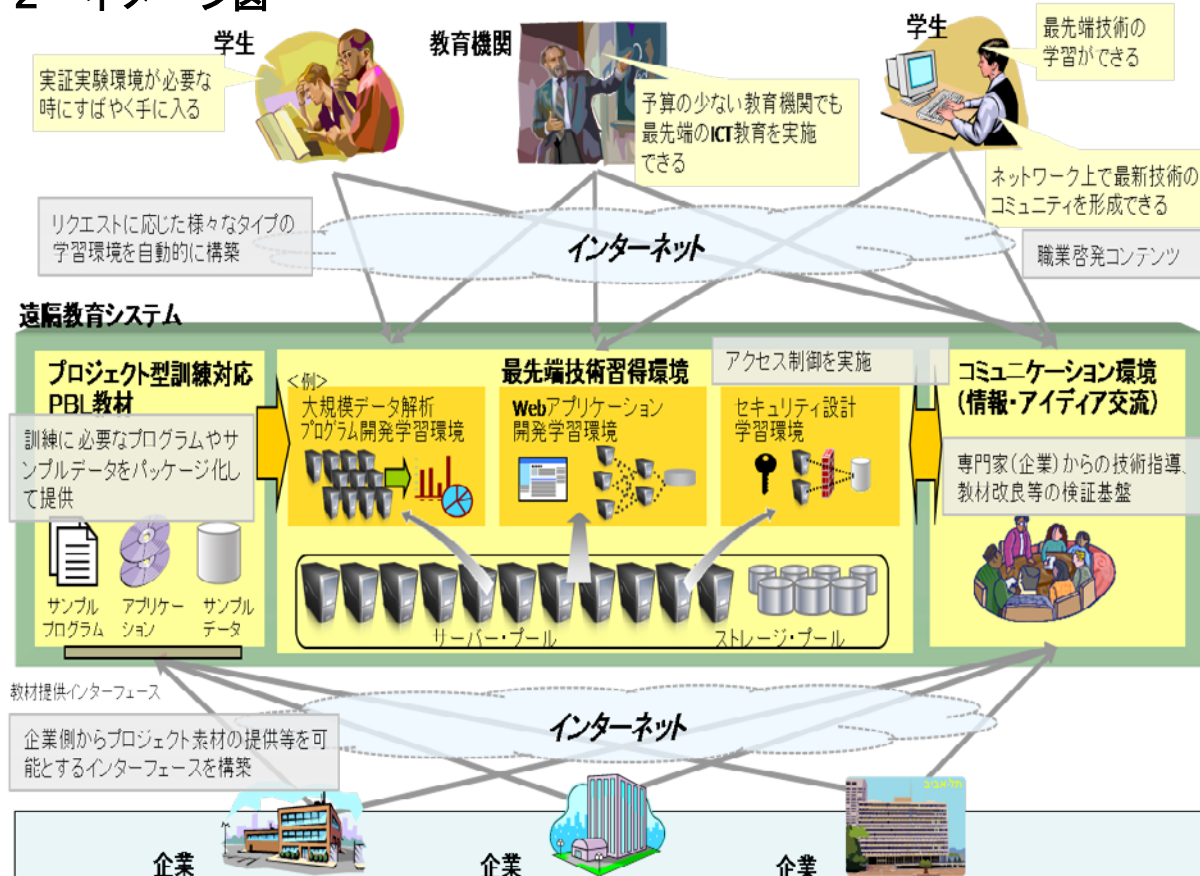 2 イメージ図
学生
教育機関
学生
実証実験環境が必要な
時にすばやく手に入る
予算の少ない教育機関でも
最先端のICT教育を実施
できる
最先端技術の
学習ができる
ネットワーク上で最新技術の
コミュニティを形成できる
リクエストに応じた様々なタイプの
学習環境を自動的に構築
インターネット
職業啓発コンテンツ
遠隔教育システム
プロジェクト型訓練対応
PBL教材
訓練に必要なプログラムやサ
ンプルデータをパッケージ化し
て提供
サンプル
プログラム
アプリケー
ション
サンプル
データ
最先端技術習得環境
アクセス制御を実施
<例>
大規模データ解析
プログラム開発学習環境
Webアプリケーション
開発学習環境
セキュリティ設計
学習環境
サーバー・プール
ストレージ・プール
コミュニケーション環境
(情報・アイディア交流)
専門家(企業)からの技術指導、
教材改良等の検証基盤
教材提供インターフェース
インターネット
企業側からプロジェクト素材の提供等を可
能とするインターフェースを構築
תל-אביב
企業
企業
企業